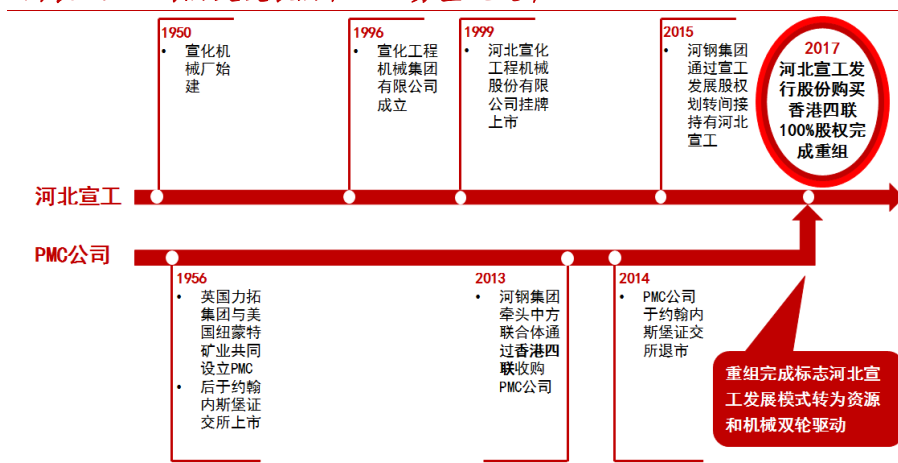 1950
• 宣化机
械厂始
建
1996
• 宣化工程
机械集团
有限公司
成立
1999
• 河北宣化
工程机械
股份有限
公司挂牌
上市
2015
• 河钢集团
通过宣工
发展股权
划转间接
持有河北
宣工
2017
河北宣工发
行股份购买
香港四联
100%股权完
成重组
河北宣工
PMC公司
1956
• 英国力拓
集团与美
国纽蒙特
矿业共同
设立PMC
• 后于约翰
内斯堡证
交所上市
2013
• 河钢集团
牵头中方
联合体通
过香港四
联收购
PMC公司
2014
• PMC公司
于约翰内
斯堡证交
所退市
重组完成标志河北宣
工发展模式转为资源
和机械双轮驱动